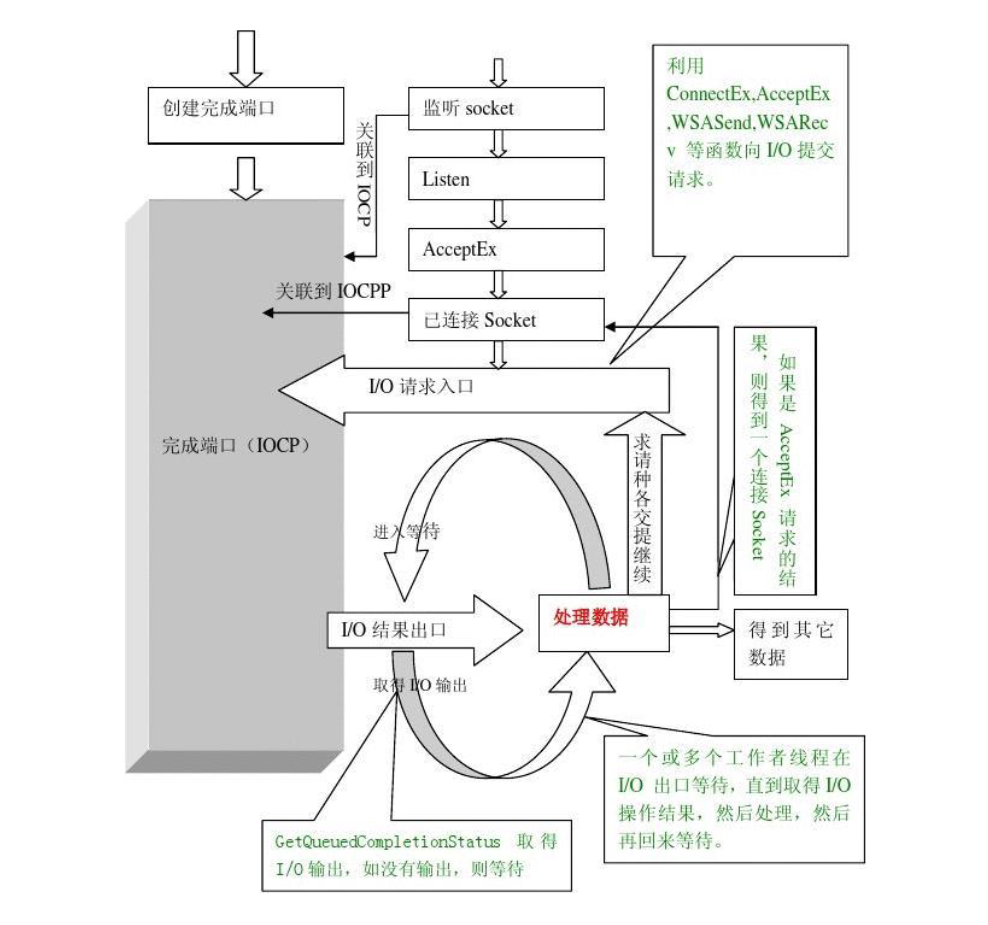 创建完成端口
监听 socket
关联到 IOCP
Listen
AcceptEx
关联到 IOCPP
已连接 Socket
利用
ConnectEx,AcceptEx
,WSASend,WSARec
v 等函数向 I/O 提交
请求。
I/O 请求入口
完成端口（IOCP）
求请种各交提继续
如果是 AcceptEx 请求的结
果，则得到一个连接 Socket
进入等待
I/O 结果出口
处理数据
得到其它
数据
取得 I/O 输出
一个或多个工作者线程在
I/O 出口等待，直到取得 I/O
操作结果，然后处理，然后
再回来等待。
GetQueuedCompletionStatus 取得
I/O 输出，如没有输出，则等待